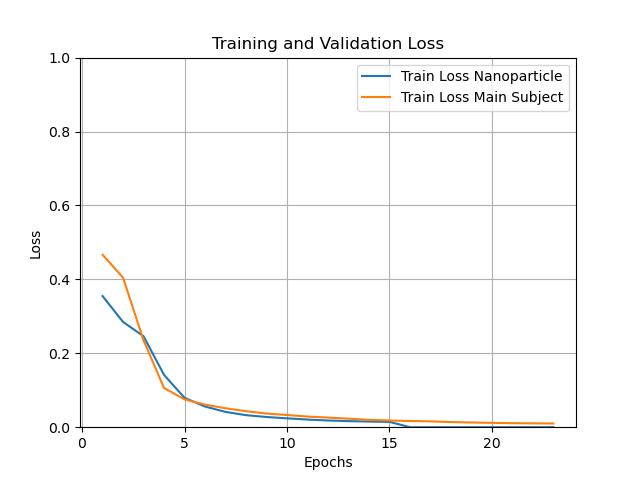 Training and Validation Loss
Train Loss Nanoparticle
Train Loss Main Subject
1.0
0.8
0.6
0.4
0.2
0.0
Loss
0 5 10 15 20
Epochs